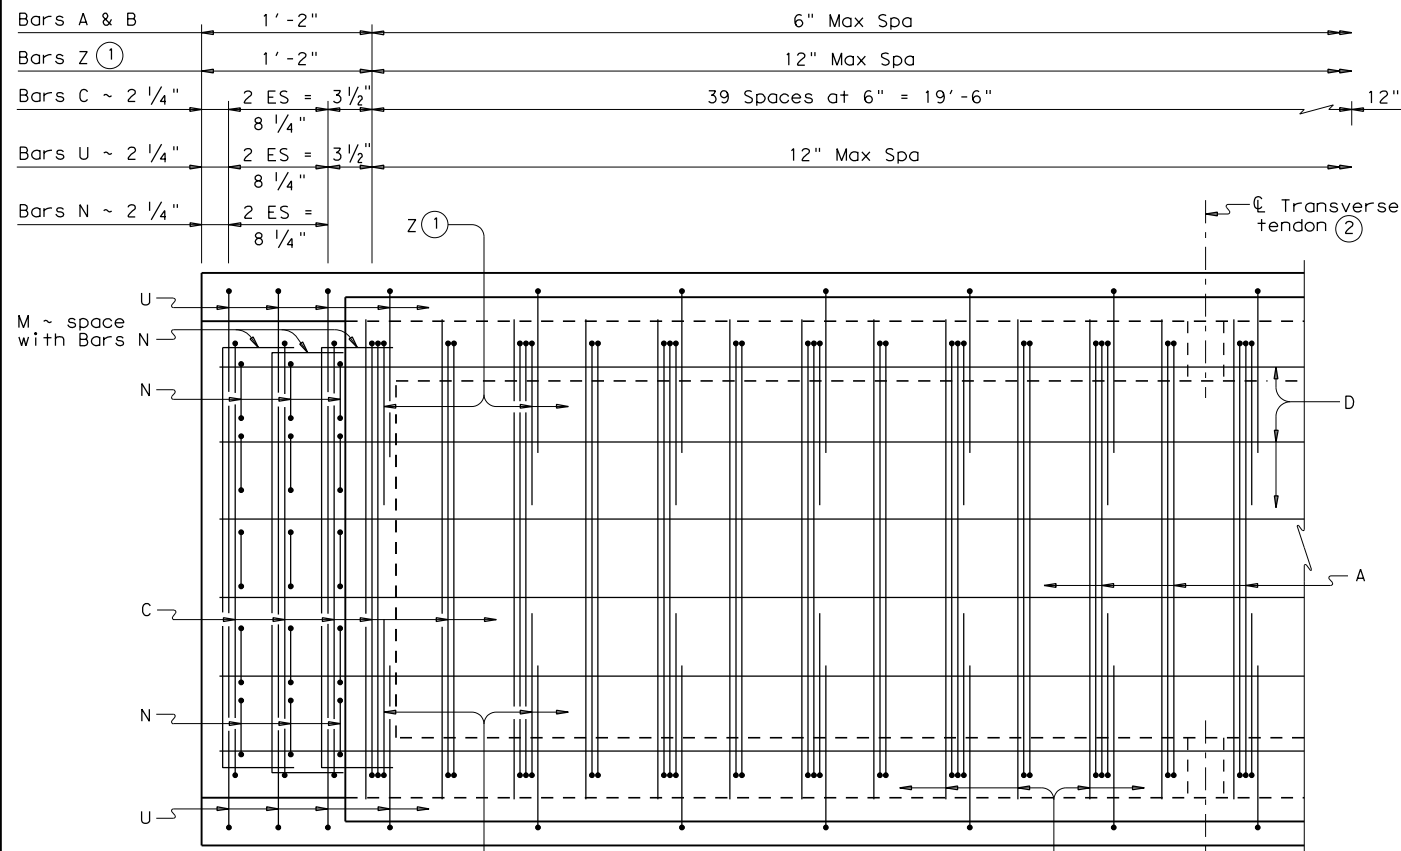 Bars A & B 1'-2" 6" Max Spa
Bars Z 1 1'-2" 12" Max Spa
Bars C ~ 2 1/4" 2 ES = 3 1/2" 39 Spaces at 6" = 19'-6" 12"
8 1/4"
Bars U ~ 2 1/4" 2 ES = 3 1/2" 12" Max Spa
8 1/4"
Bars N ~ 2 1/4" 2 ES =
8 1/4"
Z 1
℄ Transverse
tendon 2
U
M ~ space
with Bars N
N
D
A
C
N
U